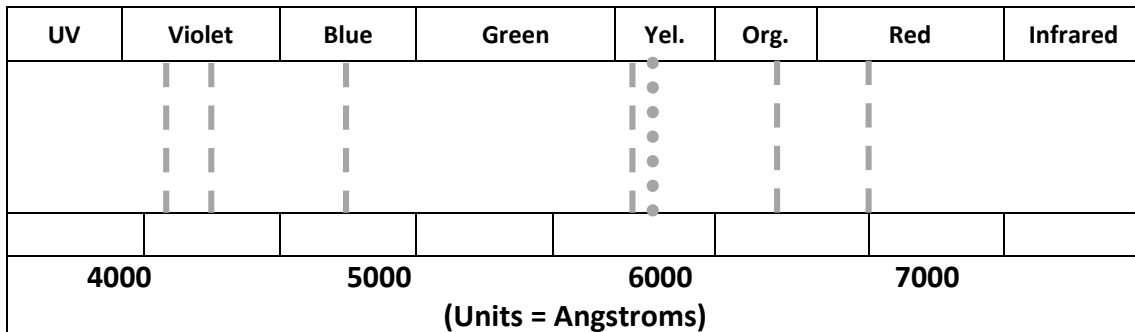 UV Violet Blue Green Yel. Org. Red Infrared
4000 5000 6000 7000
(Units = Angstroms)